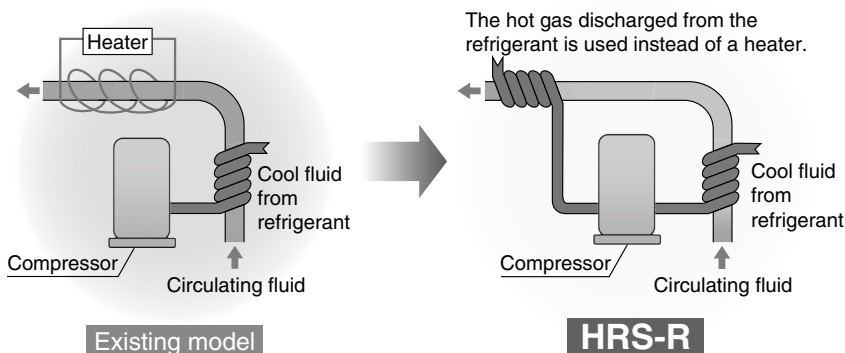 Heater
Cool fluid
from
refrigerant
Compressor
Circulating fluid
Existing model
The hot gas discharged from the
refrigerant is used instead of a heater.
Cool fluid
from
refrigerant
Compressor
Circulating fluid
HRS-R